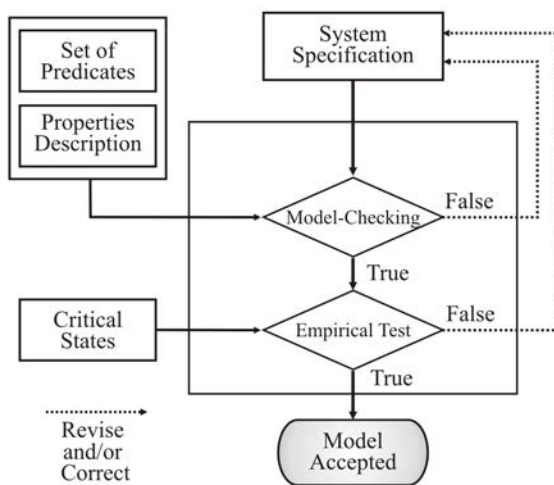 Set of
Predicates
Properties
Description
System
Specification
Model-Checking
False
True
Critical
States
Empirical Test
False
True
Revise
and/or
Correct
Model
Accepted